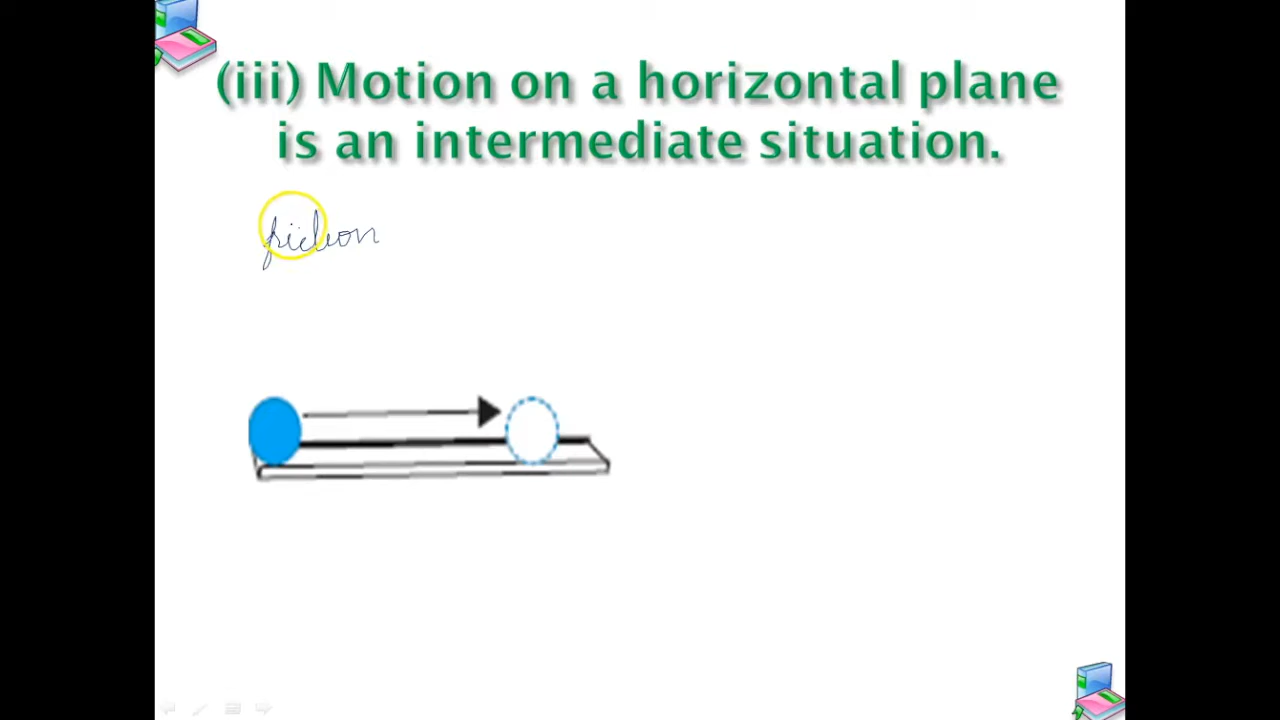 (iii) Motion on a horizontal plane
is an intermediate situation.
friction